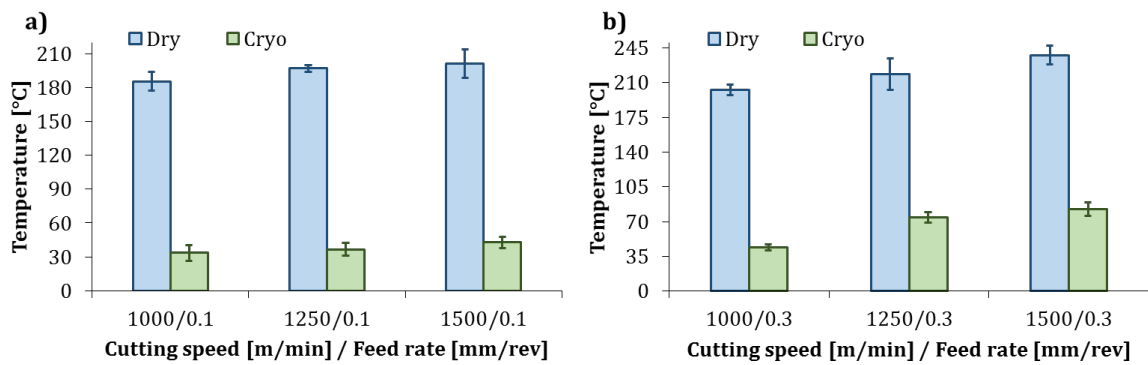 a)
Dry Cryo
Temperature [°C]
210
180
150
120
90
60
30
0
1000/0.1 1250/0.1 1500/0.1
Cutting speed [m/min] / Feed rate [mm/rev]
b)
Dry Cryo
Temperature [°C]
245
210
175
140
105
70
35
0
1000/0.3 1250/0.3 1500/0.3
Cutting speed [m/min] / Feed rate [mm/rev]